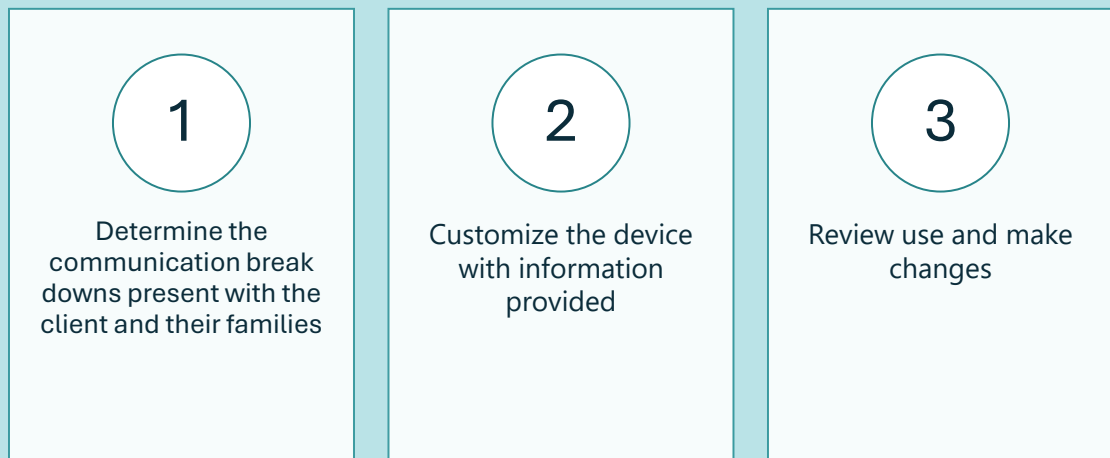 1
Determine the
communication break
downs present with the
client and their families
2
Customize the device
with information
provided
3
Review use and make
changes